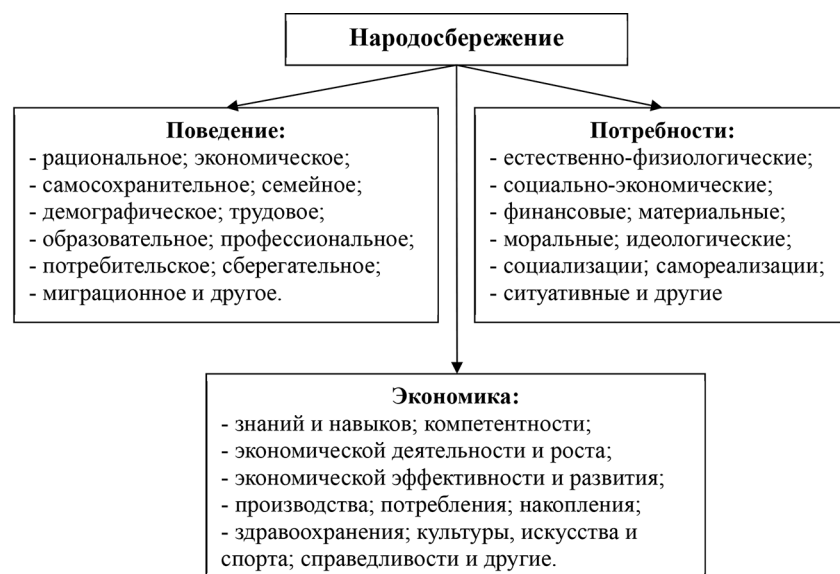 Народосбережение
Поведение:
- рациональное; экономическое;
- самосохранительное; семейное;
- демографическое; трудовое;
- образовательное; профессиональное;
- потребительское; сберегательное;
- миграционное и другое.
Потребности:
- естественно-физиологические;
- социально-экономические;
- финансовые; материальные;
- моральные; идеологические;
- социализации; самореализации;
- ситуативные и другие
Экономика:
- знаний и навыков; компетентности;
- экономической деятельности и роста;
- экономической эффективности и развития;
- производства; потребления; накопления;
- здравоохранения; культуры, искусства и
спорта; справедливости и другие.